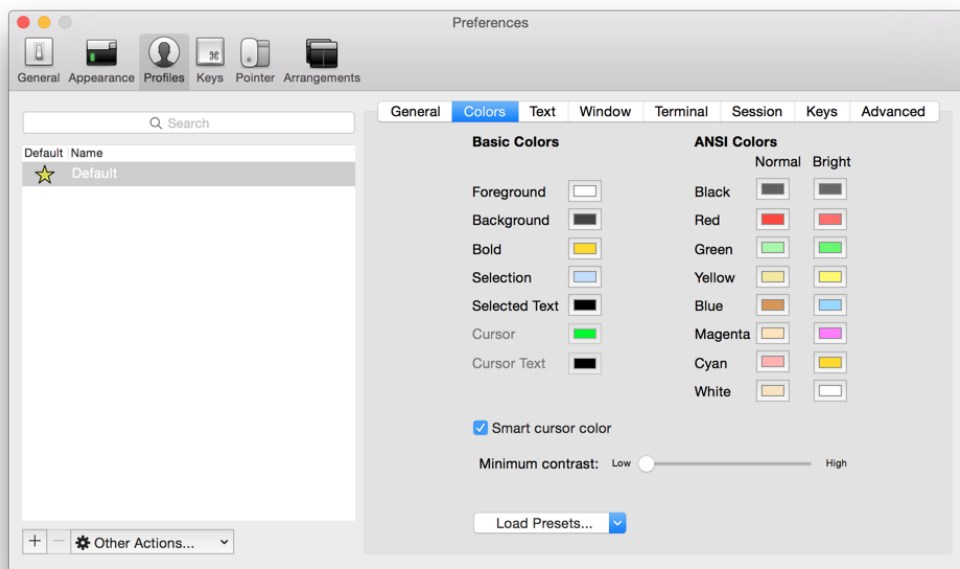 Preferences
General Appearance Profiles Keys Pointer Arrangements
General Colors Text Window Terminal Session Keys Advanced
Search
Default Name
Default
Basic Colors
Foreground
Background
Bold
Selection
Selected Text
Cursor
Cursor Text
ANSI Colors
Normal Bright
Black
Red
Green
Yellow
Blue
Magenta
Cyan
White
Smart cursor color
Minimum contrast: Low High
Load Presets...
Other Actions...